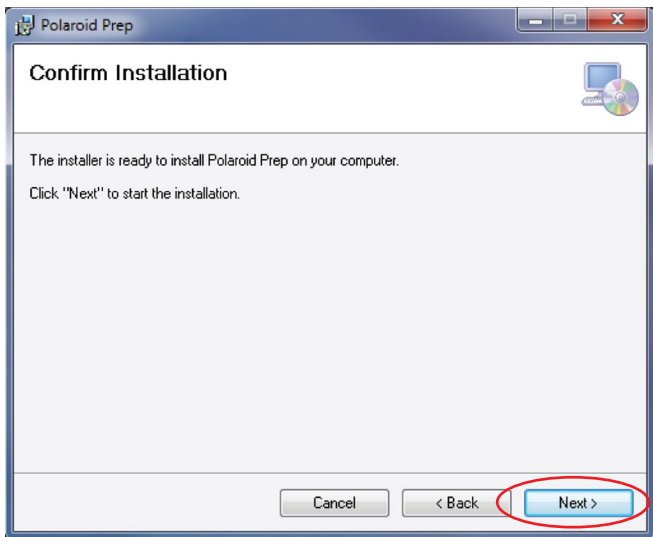 Polaroid Prep
Confirm Installation
The installer is ready to install Polaroid Prep on your computer.
Click "Next" to start the installation.
Cancel
< Back
Next >